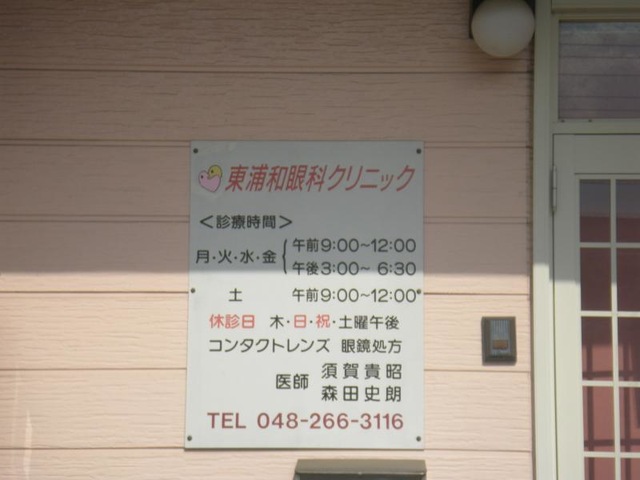 東浦和眼科クリニック
＜診療時間＞
月・火・水・金 午前9:00～12:00
午後3:00～6:30
土 午前9:00～12:00
休診日 木・日・祝・土曜午後
コンタクトレンズ 眼鏡処方
医師 須賀貴昭
森田史朗
TEL 048-266-3116